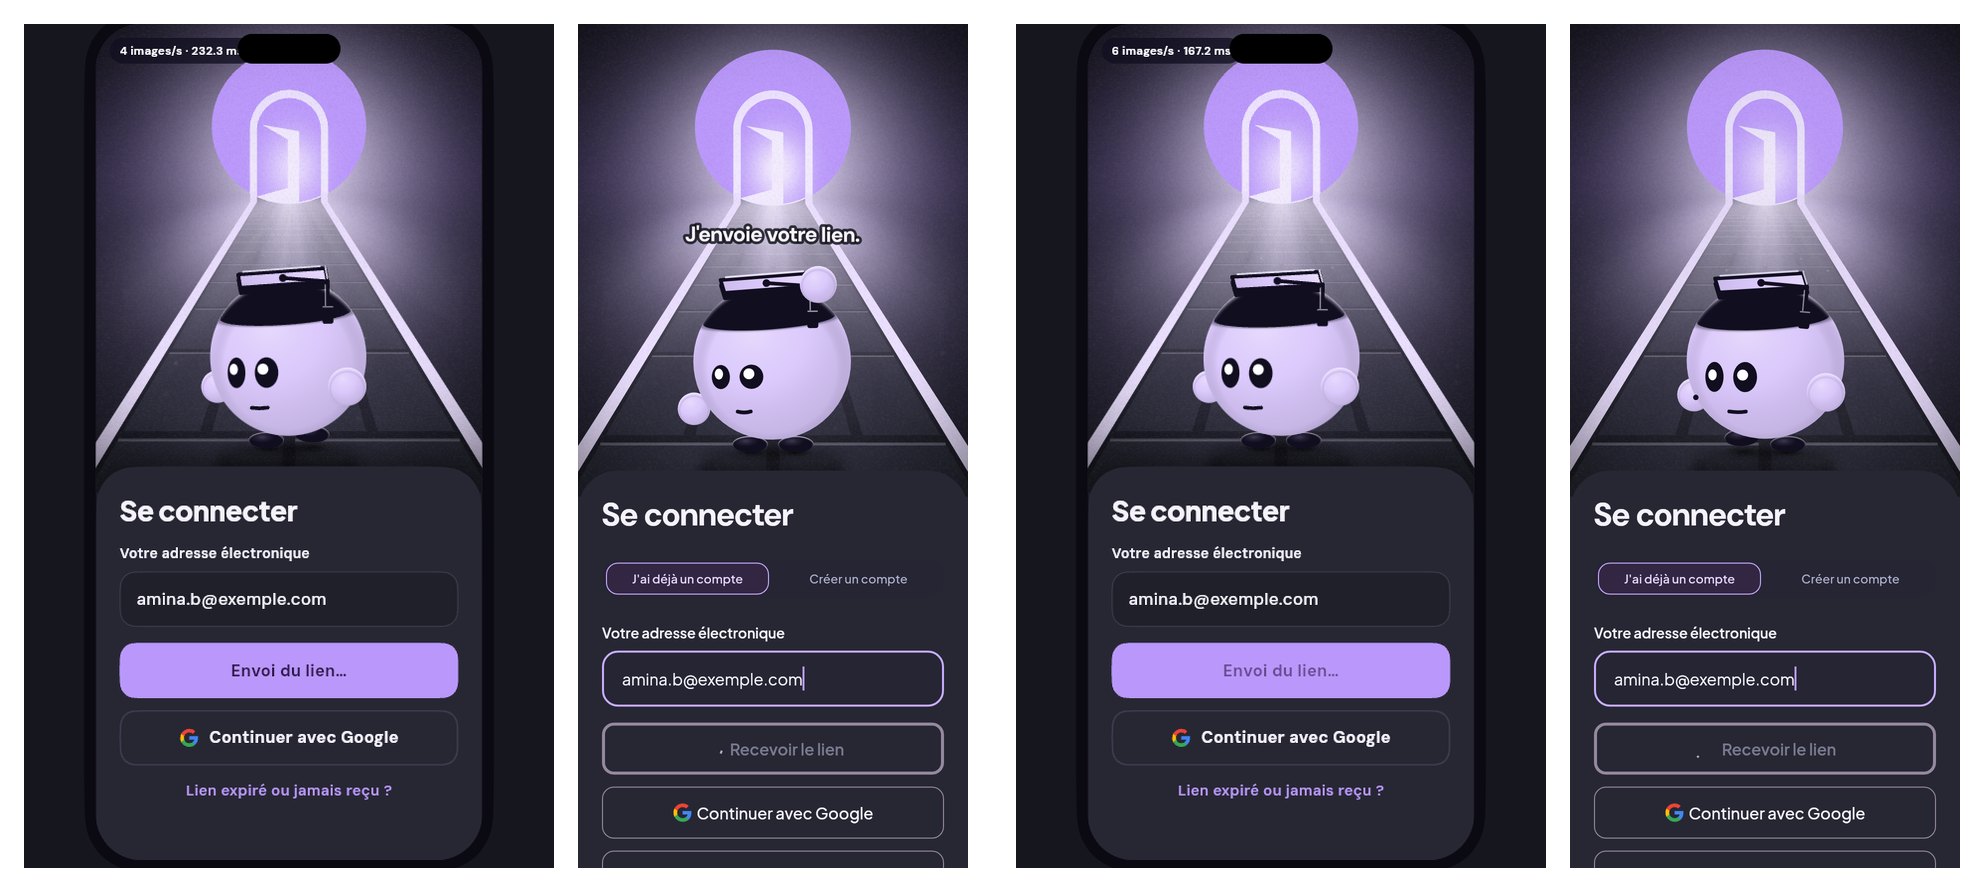 4 images/s · 232.3 m
Se connecter
Votre adresse électronique
amina.b@exemple.com
Envoi du lien...
Continuer avec Google
Lien expiré ou jamais reçu ?
J'envoie votre lien.
Se connecter
J'ai déjà un compte
Créer un compte
Votre adresse électronique
amina.b@exemple.com
Recevoir le lien
Continuer avec Google
6 images/s · 167.2 ms
Se connecter
Votre adresse électronique
amina.b@exemple.com
Envoi du lien...
Continuer avec Google
Lien expiré ou jamais reçu ?
Se connecter
J'ai déjà un compte
Créer un compte
Votre adresse électronique
amina.b@exemple.com
Recevoir le lien
Continuer avec Google